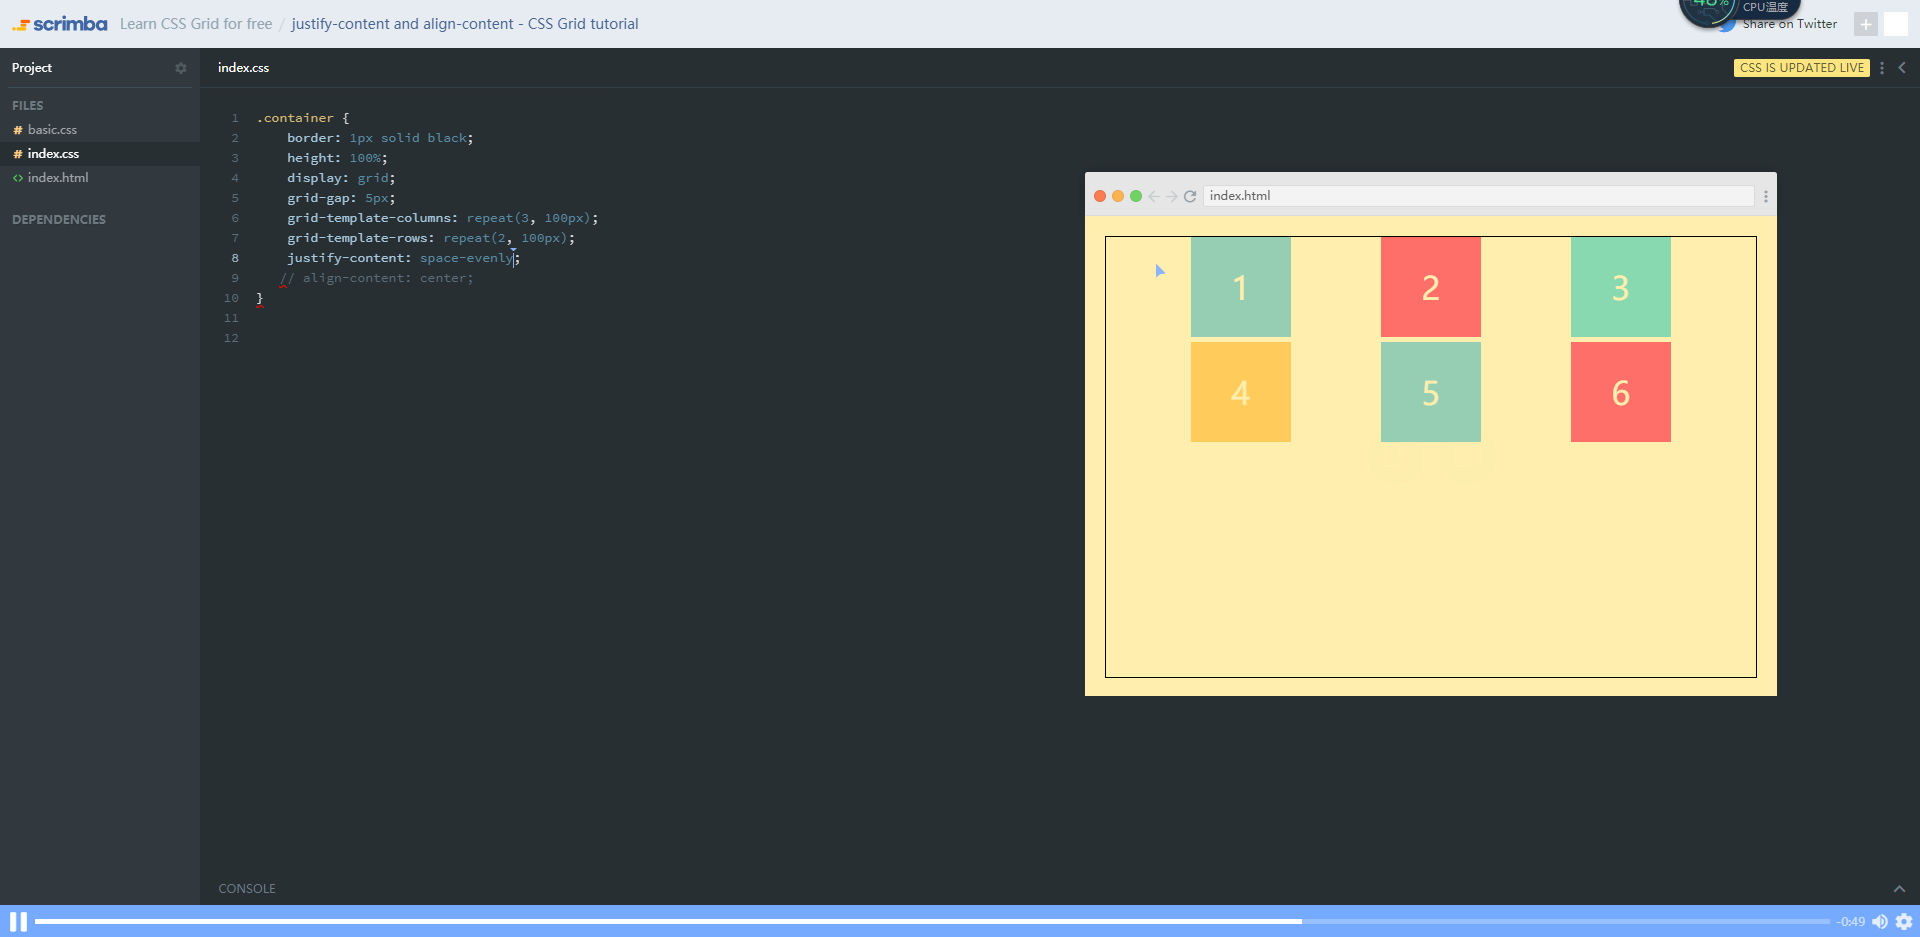 CPU温度
scrimba Learn CSS Grid for free / justify-content and align-content - CSS Grid tutorial Share on Twitter +
Project index.css CSS IS UPDATED LIVE
FILES
# basic.css
# index.css
<> index.html
DEPENDENCIES
1 .container {
2 border: 1px solid black;
3 height: 100%;
4 display: grid;
5 grid-gap: 5px;
6 grid-template-columns: repeat(3, 100px);
7 grid-template-rows: repeat(2, 100px);
8 justify-content: space-evenly;
9 // align-content: center;
10 }
11
12
index.html
1 2 3
4 5 6
CONSOLE
-0:49